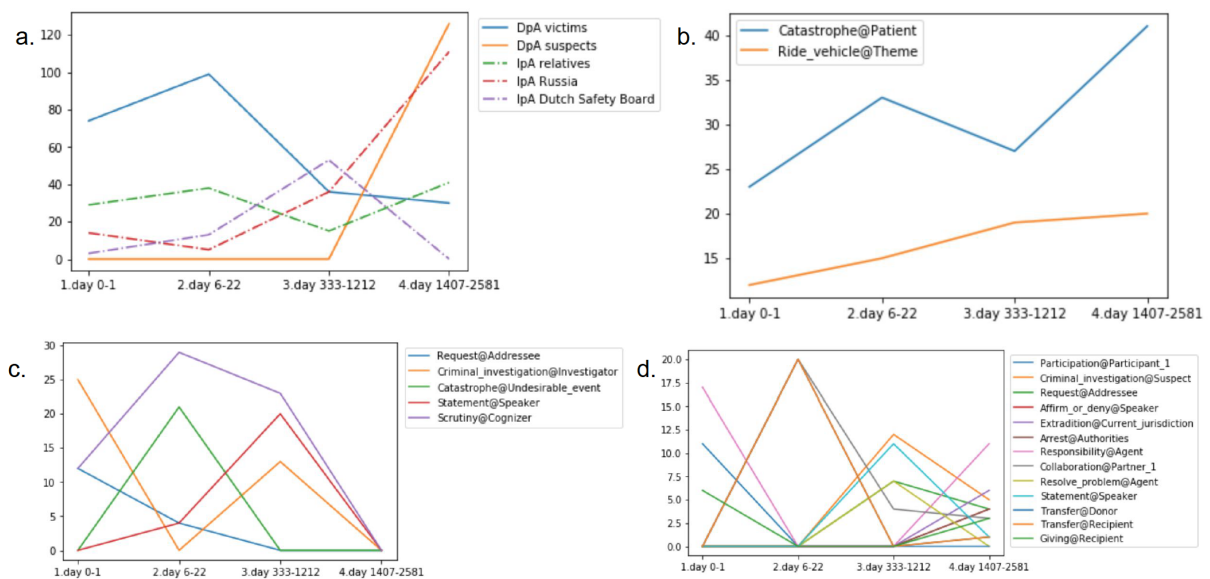 a.
120
100
80
60
40
20
0
1.day 0-1 2.day 6-22 3.day 333-1212 4.day 1407-2581
DpA victims
DpA suspects
IpA relatives
IpA Russia
IpA Dutch Safety Board
b.
Catastrophe@Patient
Ride_vehicle@Theme
40
35
30
25
20
15
1.day 0-1 2.day 6-22 3.day 333-1212 4.day 1407-2581
c.
30
25
20
15
10
5
0
1.day 0-1 2.day 6-22 3.day 333-1212 4.day 1407-2581
Request@Addressee
Criminal_investigation@Investigator
Catastrophe@Undesirable_event
Statement@Speaker
Scrutiny@Cognizer
d.
20.0
17.5
15.0
12.5
10.0
7.5
5.0
2.5
0.0
1.day 0-1 2.day 6-22 3.day 333-1212 4.day 1407-2581
Participation@Participant_1
Criminal_investigation@Suspect
Request@Addressee
Affirm_or_deny@Speaker
Extradition@Current_jurisdiction
Arrest@Authorities
Responsibility@Agent
Collaboration@Partner_1
Resolve_problem@Agent
Statement@Speaker
Transfer@Donor
Transfer@Recipient
Giving@Recipient